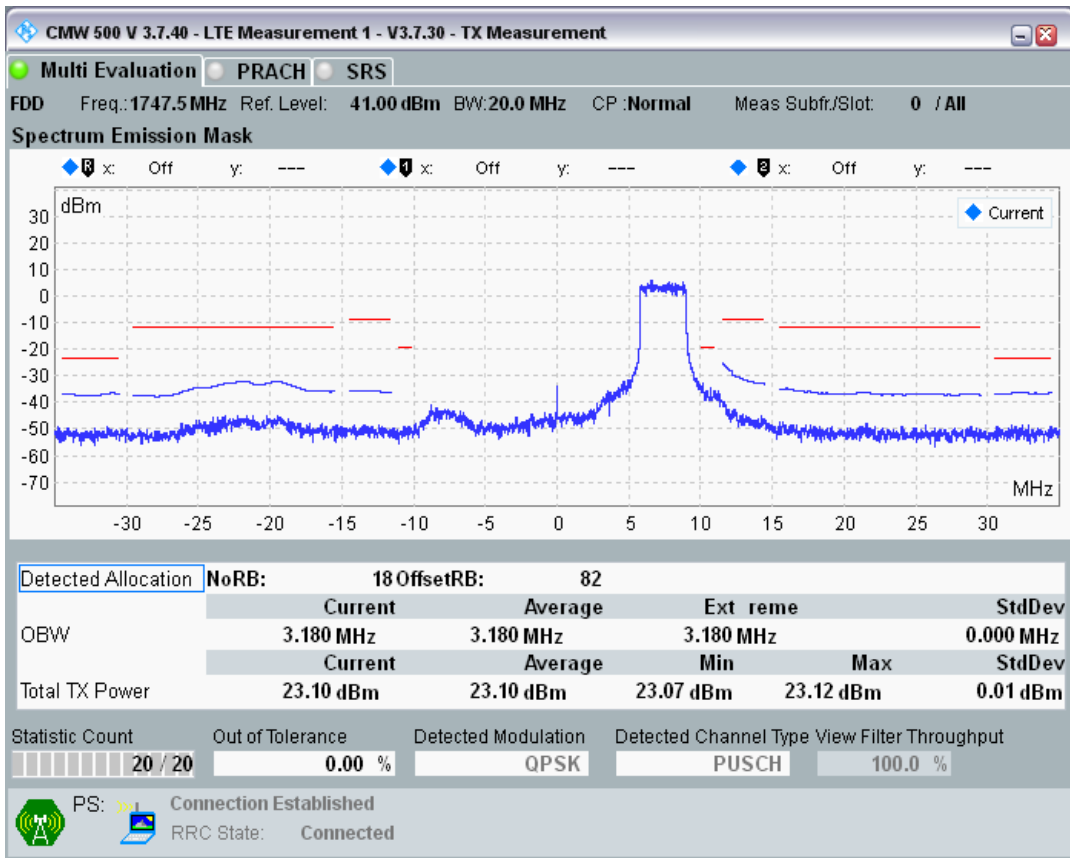 CMW 500 V 3.7.40 - LTE Measurement 1 - V3.7.30 - TX Measurement
Multi Evaluation PRACH SRS
FDD Freq.:1747.5 MHz Ref. Level: 41.00 dBm BW:20.0 MHz CP :Normal Meas Subfr./Slot: 0 / All
Spectrum Emission Mask
R x: Off y: --- 1 x: Off y: --- 2 x: Off y: ---
dBm
Current
30
20
10
0
-10
-20
-30
-40
-50
-60
-70
MHz
-30 -25 -20 -15 -10 -5 0 5 10 15 20 25 30
Detected Allocation NoRB: 18 OffsetRB: 82
Current Average Ext reme StdDev
OBW 3.180 MHz 3.180 MHz 3.180 MHz 0.000 MHz
Current Average Min Max StdDev
Total TX Power 23.10 dBm 23.10 dBm 23.07 dBm 23.12 dBm 0.01 dBm
Statistic Count Out of Tolerance Detected Modulation Detected Channel Type View Filter Throughput
20 / 20 0.00 % QPSK PUSCH 100.0 %
PS: Connection Established
RRC State: Connected